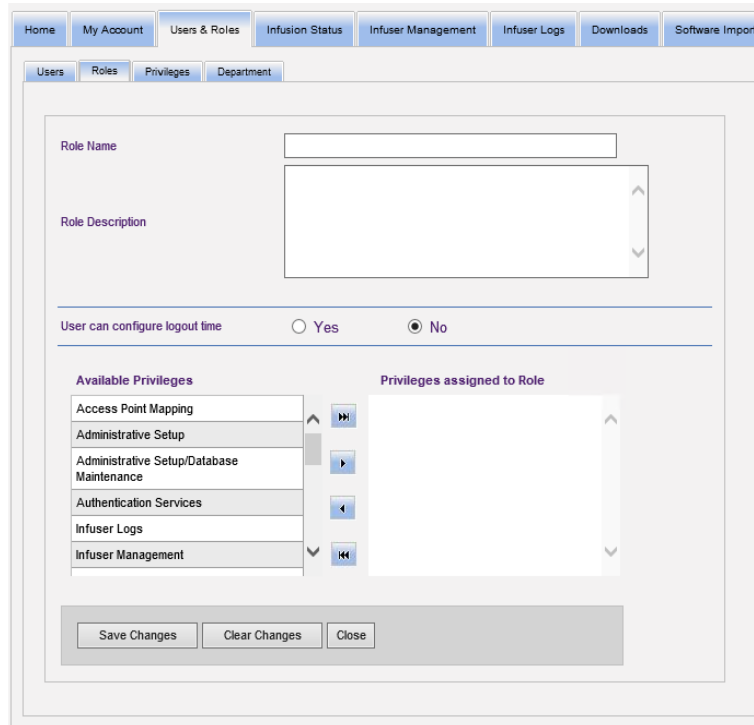 Home My Account Users & Roles Infusion Status Infuser Management Infuser Logs Downloads Software Impor
Users Roles Privileges Department
Role Name
Role Description
User can configure logout time Yes No
Available Privileges Privileges assigned to Role
Access Point Mapping
Administrative Setup
Administrative Setup/Database
Maintenance
Authentication Services
Infuser Logs
Infuser Management
Save Changes Clear Changes Close